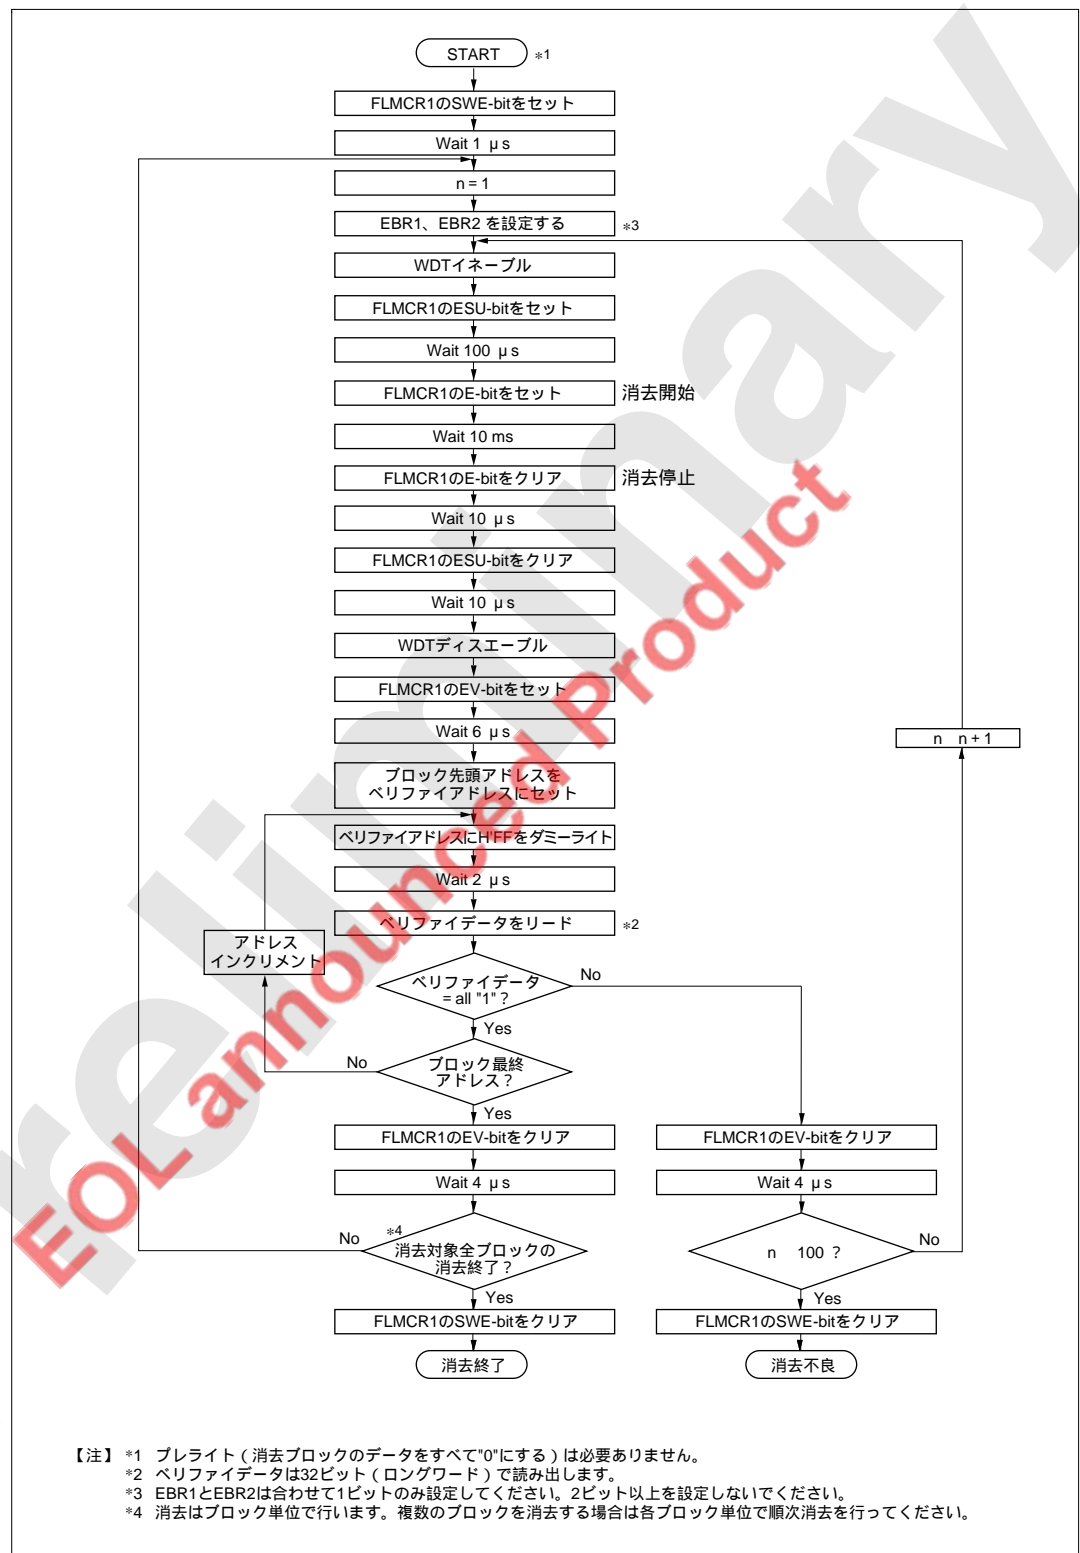 START *1
FLMCR1のSWE-bitをセット
Wait 1 μs
n = 1
EBR1、EBR2 を設定する *3
WDTイネーブル
FLMCR1のESU-bitをセット
Wait 100 μs
FLMCR1のE-bitをセット 消去開始
Wait 10 ms
FLMCR1のE-bitをクリア 消去停止
Wait 10 μs
FLMCR1のESU-bitをクリア
Wait 10 μs
WDTディスエーブル
FLMCR1のEV-bitをセット
Wait 6 μs
n n + 1
ブロック先頭アドレスを
ベリファイアドレスにセット
ベリファイアドレスにH'FFをダミーライト
Wait 2 μs
ベリファイデータをリード *2
アドレス
インクリメント
ベリファイデータ
= all "1" ?
No
Yes
No
ブロック最終
アドレス?
Yes
FLMCR1のEV-bitをクリア
FLMCR1のEV-bitをクリア
Wait 4 μs
Wait 4 μs
No
*4
消去対象全ブロックの
消去終了?
n 100 ?
No
Yes
Yes
FLMCR1のSWE-bitをクリア
FLMCR1のSWE-bitをクリア
消去終了
消去不良
【注】 *1 プレライト(消去ブロックのデータをすべて"0"にする)は必要ありません。
*2 ベリファイデータは32ビット(ロングワード)で読み出します。
*3 EBR1とEBR2は合わせて1ビットのみ設定してください。2ビット以上を設定しないでください。
*4 消去はブロック単位で行います。複数のブロックを消去する場合は各ブロック単位で順次消去を行ってください。
reliminary
EOL announced Product